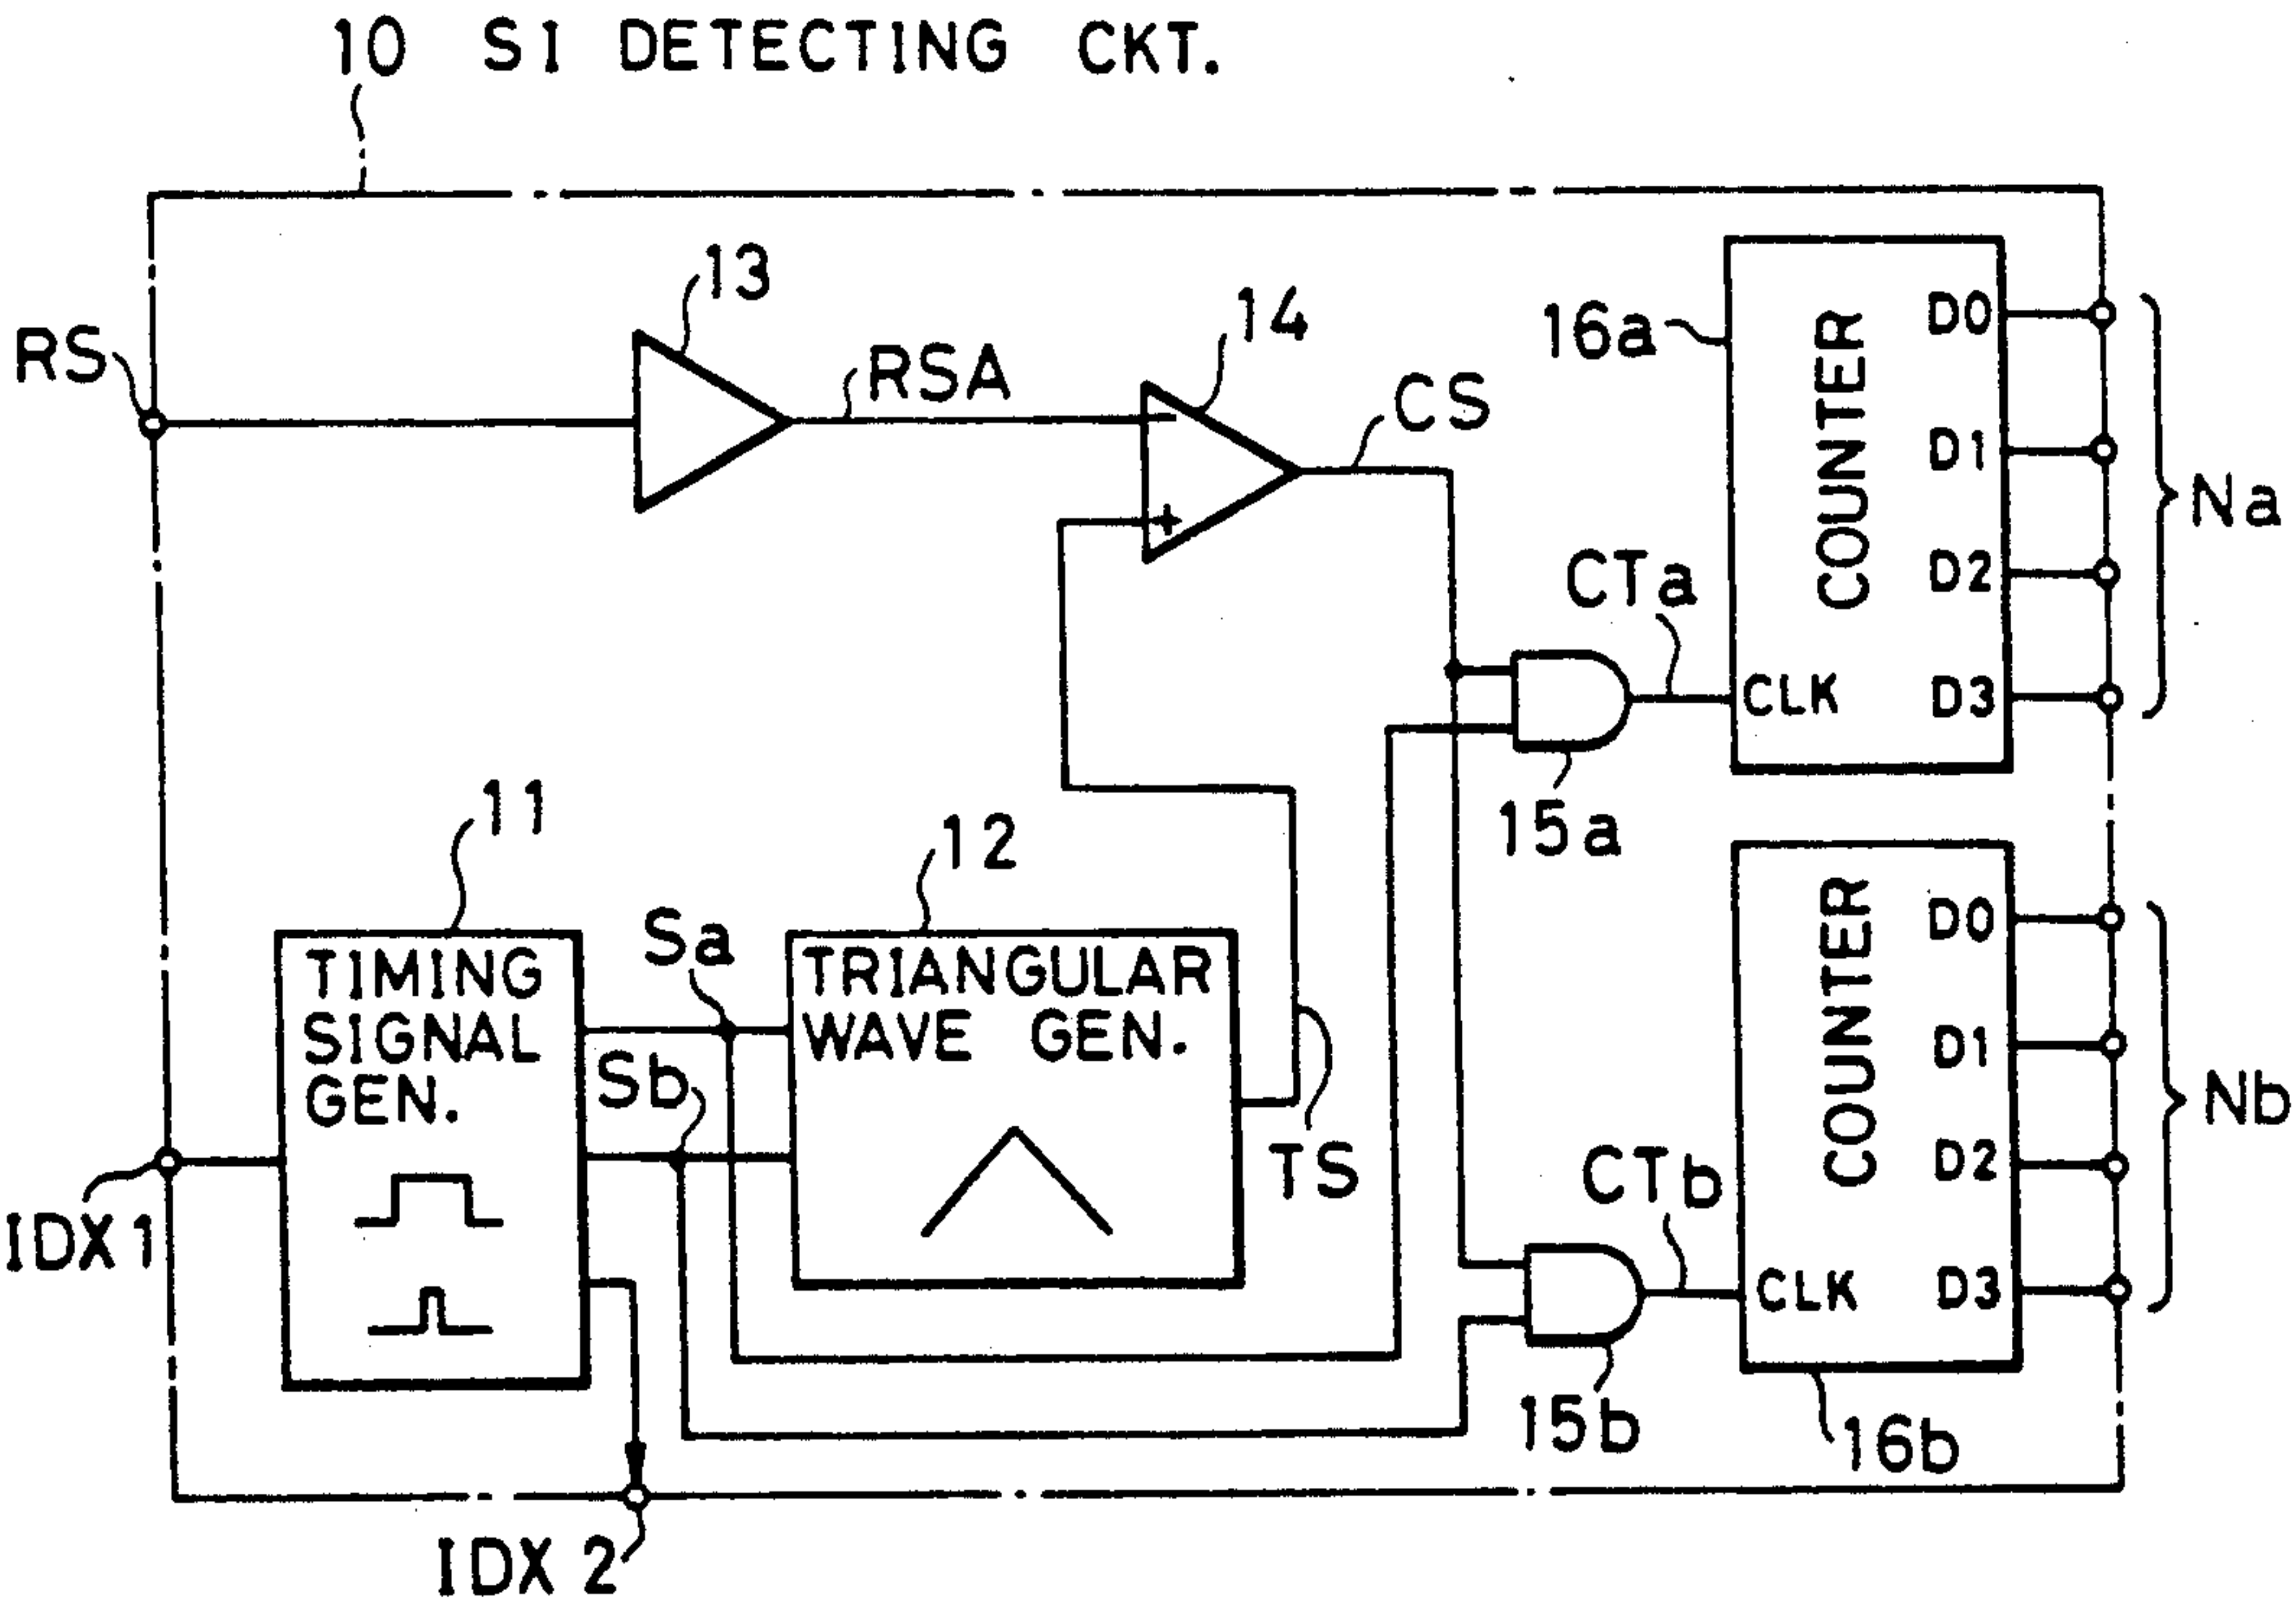 10 SI DETECTING CKT.
13
14
16a
RS
RSA
CS
COUNTER
D0
D1
D2
D3
CLK
Na
CTa
15a
11
12
TIMING
SIGNAL
GEN.
Sa
Sb
TRIANGULAR
WAVE GEN.
TS
IDX 1
IDX 2
COUNTER
D0
D1
D2
D3
CLK
Nb
CTb
15b
16b
-
+